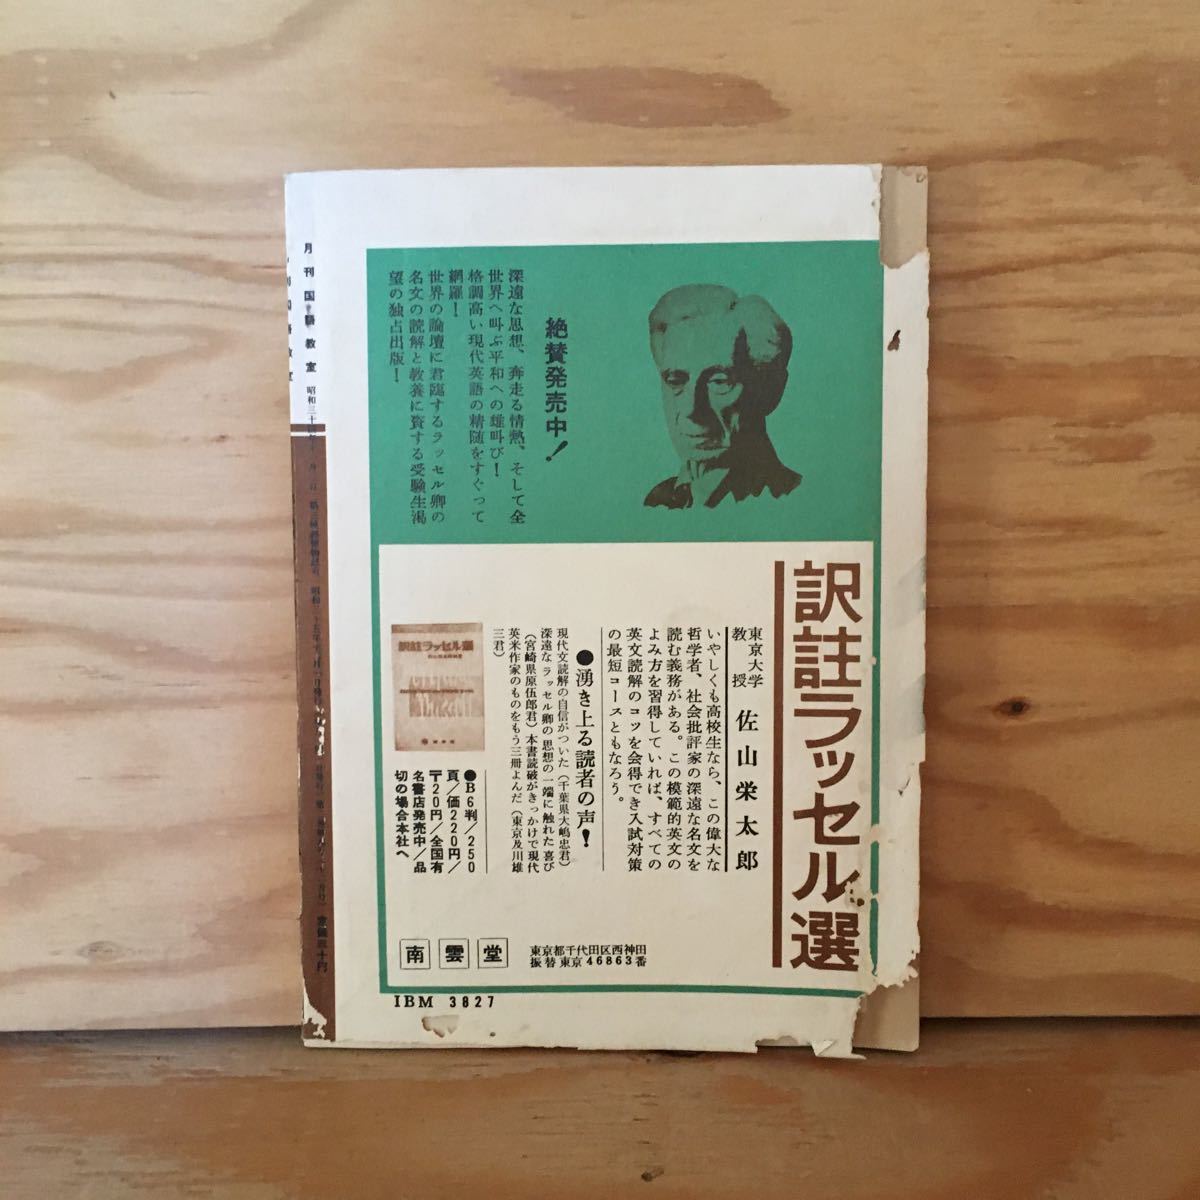 月刊国語教室
絶賛発売中!
深遠な思想、奔走る情熱、そして全
世界へ叫ぶ平和への雄叫び!
格調高い現代英語の精随をすぐって
網羅!
世界の論壇に君臨するラッセル卿の
名文の読解と教養に資する受験生渇
望の独占出版!
訳註ラッセル選
東京大学
教授
佐山栄太郎
いやしくも高校生なら、この偉大な
哲学者、社会批評家の深遠な名文を
読む義務がある。この模範的英文の
よみ方を習得していれば、すべての
英文読解のコツを会得でき入試対策
の最短コースともなろう。
●湧き上る読者の声!
現代文読解の自信がついた(千葉県大嶋忠君)
深遠なラッセル卿の思想の一端に触れた喜び
(宮崎県原伍郎君)本書読破がきっかけで現代
英米作家のものをもう三冊よんだ(東京及川雄
三君)
訳註ラッセル選
●B6判/250
頁/価220円/
〒20円/全国有
名書店発売中/品
切の場合本社へ
南雲堂
東京都千代田区西神田
振替東京46863番
IBM 3827
定価三十円